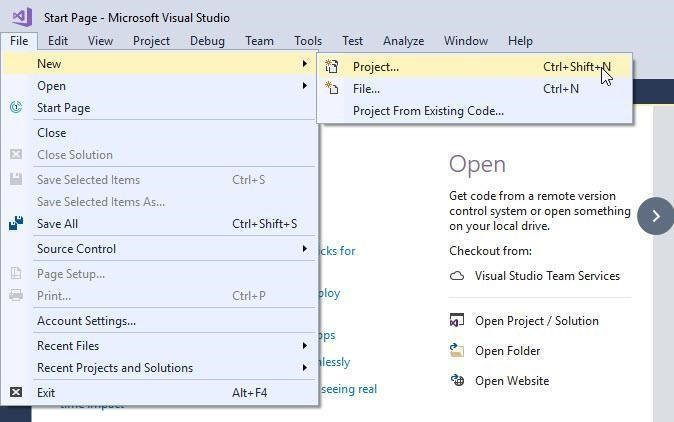 Start Page - Microsoft Visual Studio
File Edit View Project Debug Team Tools Test Analyze Window Help
New
Project... Ctrl+Shift+N
File... Ctrl+N
Project From Existing Code...
Open
Start Page
Close
Close Solution
Save Selected Items Ctrl+S
Save Selected Items As...
Save All Ctrl+Shift+S
Source Control
Page Setup...
Print... Ctrl+P
Account Settings...
Recent Files
Recent Projects and Solutions
Exit Alt+F4
cks for
ploy
ops
lessly
seeing real
time impact
Open
Get code from a remote version
control system or open something
on your local drive.
Checkout from:
Visual Studio Team Services
Open Project / Solution
Open Folder
Open Website